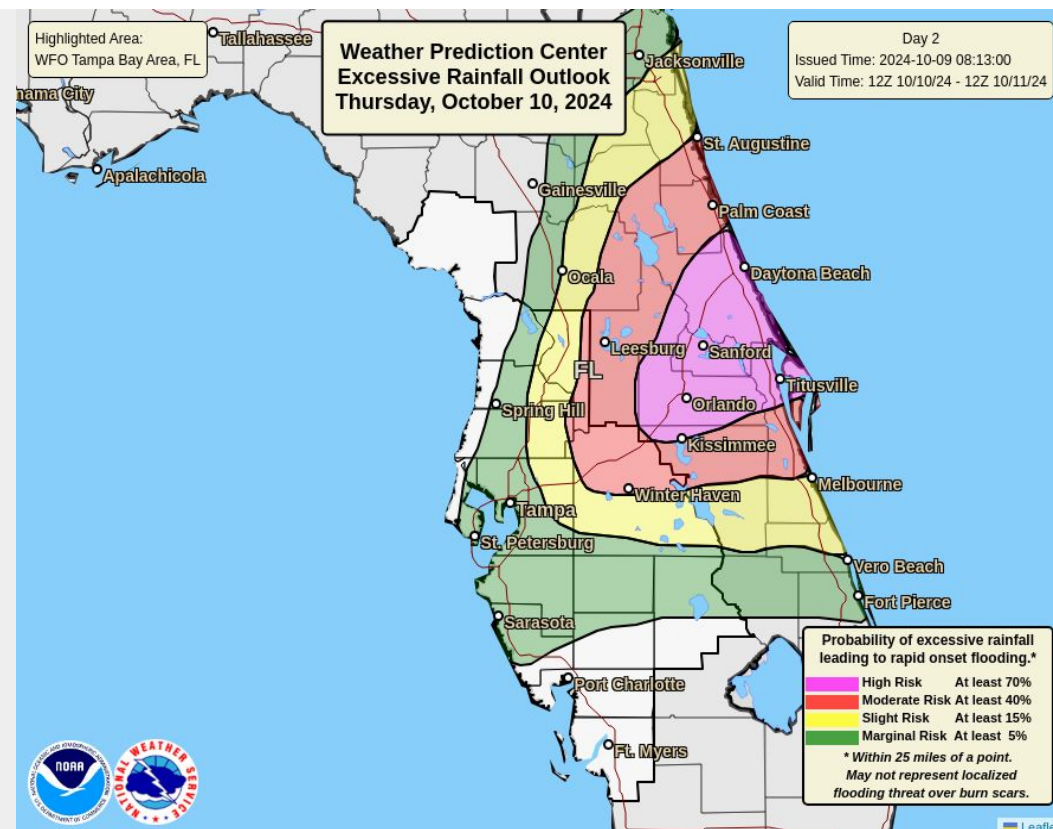 Highlighted Area:
WFO Tampa Bay Area, FL
Weather Prediction Center
Excessive Rainfall Outlook
Thursday, October 10, 2024
Day 2
Issued Time: 2024-10-09 08:13:00
Valid Time: 12Z 10/10/24 - 12Z 10/11/24
Tallahassee
Jacksonville
nama City
St. Augustine
Apalachicola
Gainesville
Palm Coast
Ocala
Daytona Beach
Leesburg
Sanford
FL
Titusville
Spring Hill
Orlando
Kissimmee
Melbourne
Winter Haven
Tampa
St. Petersburg
Vero Beach
Fort Pierce
Sarasota
Port Charlotte
Ft. Myers
Probability of excessive rainfall
leading to rapid onset flooding.*
High Risk At least 70%
Moderate Risk At least 40%
Slight Risk At least 15%
Marginal Risk At least 5%
* Within 25 miles of a point.
May not represent localized
flooding threat over burn scars.
NOAA
NATIONAL WEATHER SERVICE
Leafle